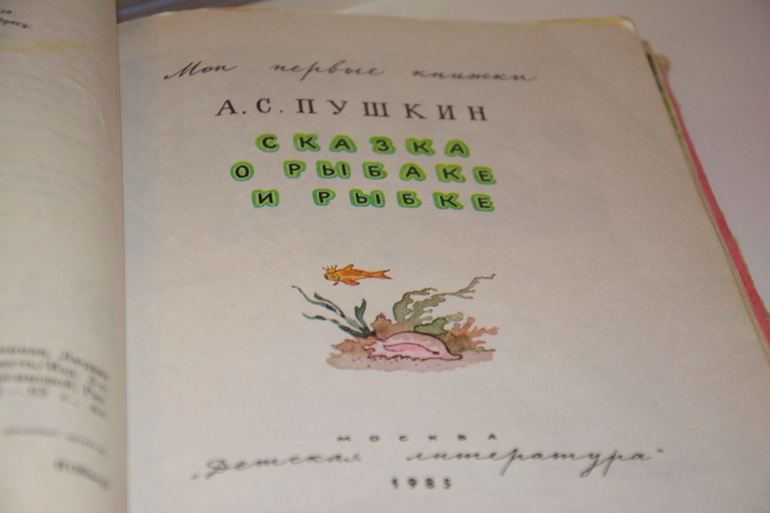 Мои первые книжки
А.С.ПУШКИН
СКАЗКА
О РЫБАКЕ
И РЫБКЕ
МОСКВА
"Детская литература"
1985